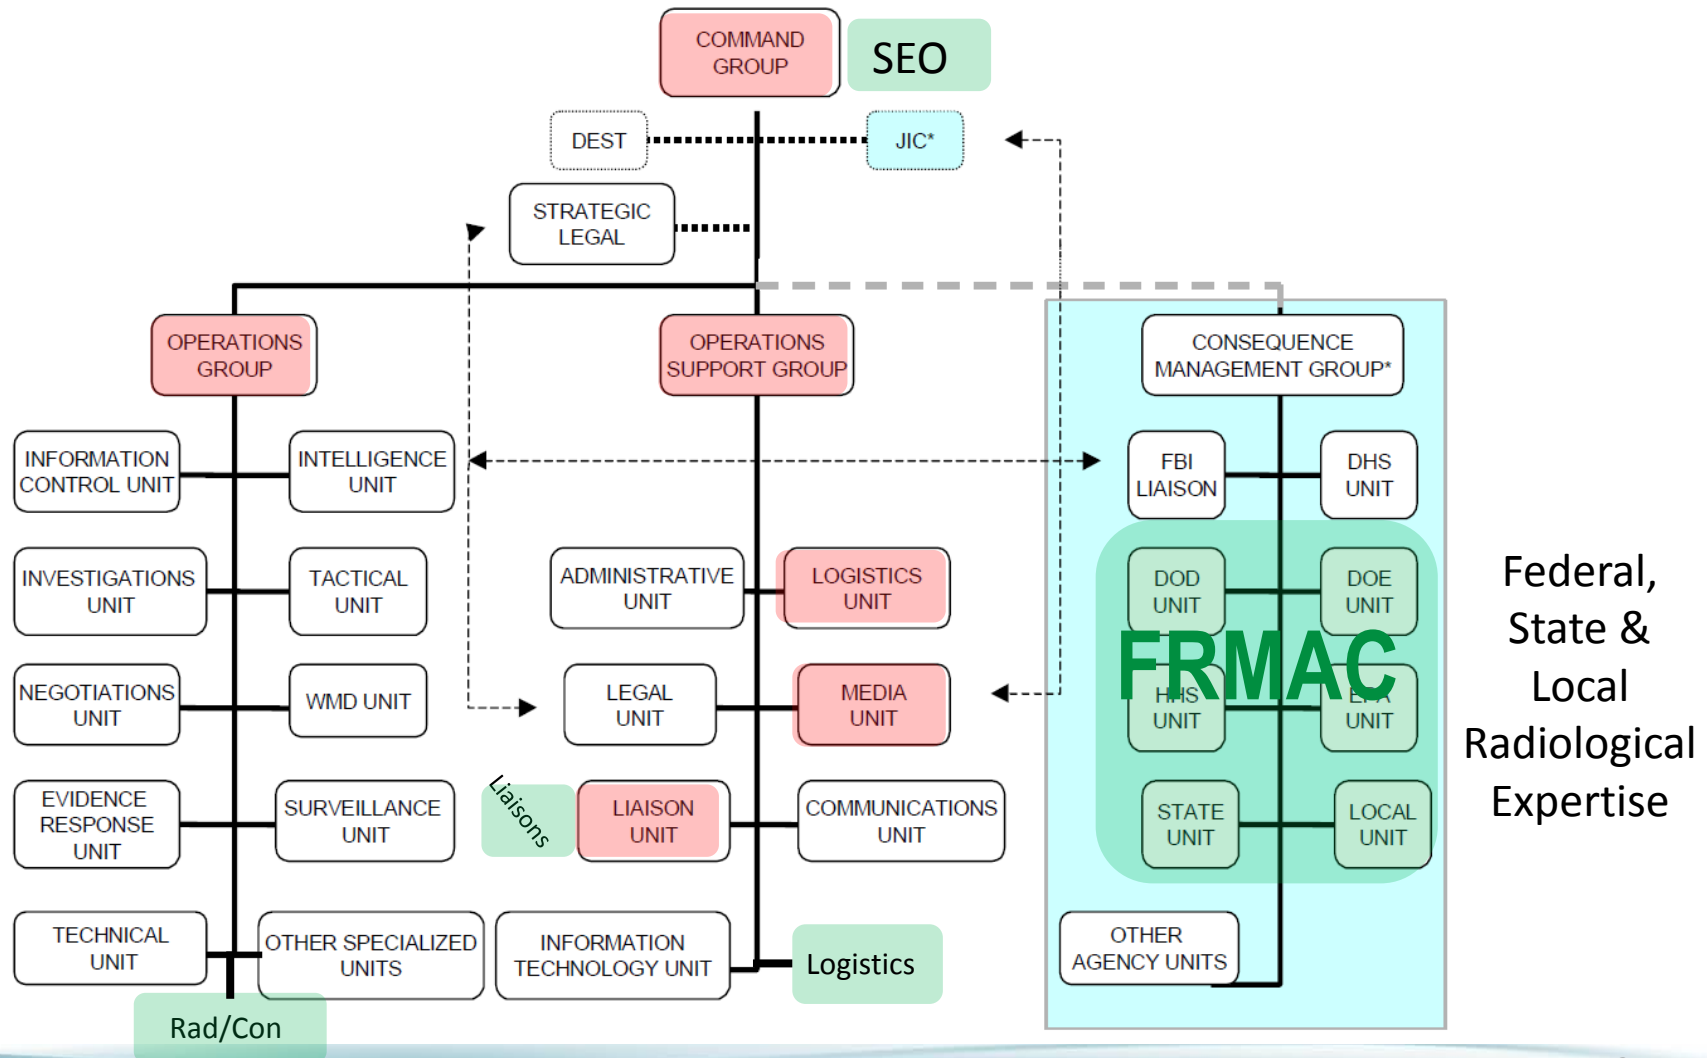 COMMAND
GROUP
SEO
DEST
JIC*
STRATEGIC
LEGAL
OPERATIONS
GROUP
OPERATIONS
SUPPORT GROUP
CONSEQUENCE
MANAGEMENT GROUP*
INFORMATION
CONTROL UNIT
INTELLIGENCE
UNIT
FBI
LIAISON
DHS
UNIT
INVESTIGATIONS
UNIT
TACTICAL
UNIT
ADMINISTRATIVE
UNIT
LOGISTICS
UNIT
DOD
UNIT
DOE
UNIT
FRMAC
Federal,
State &
Local
Radiological
Expertise
NEGOTIATIONS
UNIT
WMD UNIT
LEGAL
UNIT
MEDIA
UNIT
HHS
UNIT
EPA
UNIT
EVIDENCE
RESPONSE
UNIT
SURVEILLANCE
UNIT
Liaisons
LIAISON
UNIT
COMMUNICATIONS
UNIT
STATE
UNIT
LOCAL
UNIT
TECHNICAL
UNIT
OTHER SPECIALIZED
UNITS
INFORMATION
TECHNOLOGY UNIT
Logistics
OTHER
AGENCY UNITS
Rad/Con